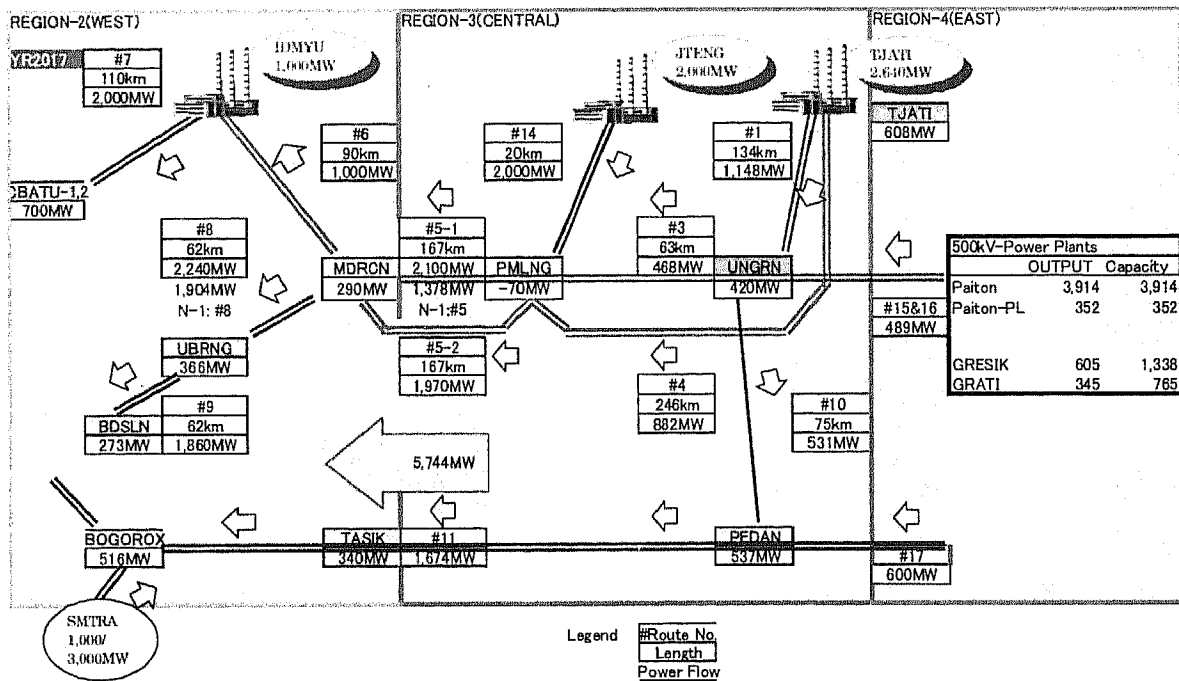 REGION-2(WEST)
REGION-3(CENTRAL)
REGION-4(EAST)
YR2017
#7
110km
2,000MW
IDMYU
1,000MW
JTENG
2,000MW
TJATI
2,640MW
TJATI
608MW
#6
90km
1,000MW
#14
20km
2,000MW
#1
134km
1,148MW
CBATU-1,2
700MW
#8
62km
2,240MW
1,904MW
N-1: #8
MDRCN
290MW
#5-1
167km
2,100MW
1,378MW
N-1:#5
PMLNG
-70MW
#3
63km
468MW
UNGRN
420MW
500kV-Power Plants
OUTPUT Capacity
Paiton 3,914 3,914
Paiton-PL 352 352
GRESIK 605 1,338
GRATI 345 765
#15&16
489MW
UBRNG
366MW
#5-2
167km
1,970MW
#4
246km
882MW
#10
75km
531MW
BDSLN
273MW
#9
62km
1,860MW
5,744MW
BOGOROX
516MW
TASIK
340MW
#11
1,674MW
PEDAN
537MW
#17
600MW
SMTRA
1,000/
3,000MW
Legend
#Route No.
Length
Power Flow